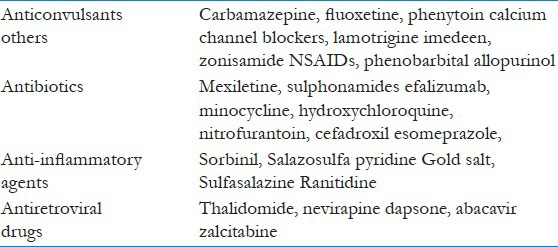 Anticonvulsants Carbamazepine, fluoxetine, phenytoin calcium
others channel blockers, lamotrigine imedeen,
zonisamide NSAIDs, phenobarbital allopurinol
Antibiotics Mexiletine, sulphonamides efalizumab,
minocycline, hydroxychloroquine,
nitrofurantoin, cefadroxil esomeprazole,
Anti-inflammatory Sorbinil, Salazosulfa pyridine Gold salt,
agents Sulfasalazine Ranitidine
Antiretroviral Thalidomide, nevirapine dapsone, abacavir
drugs zalcitabine